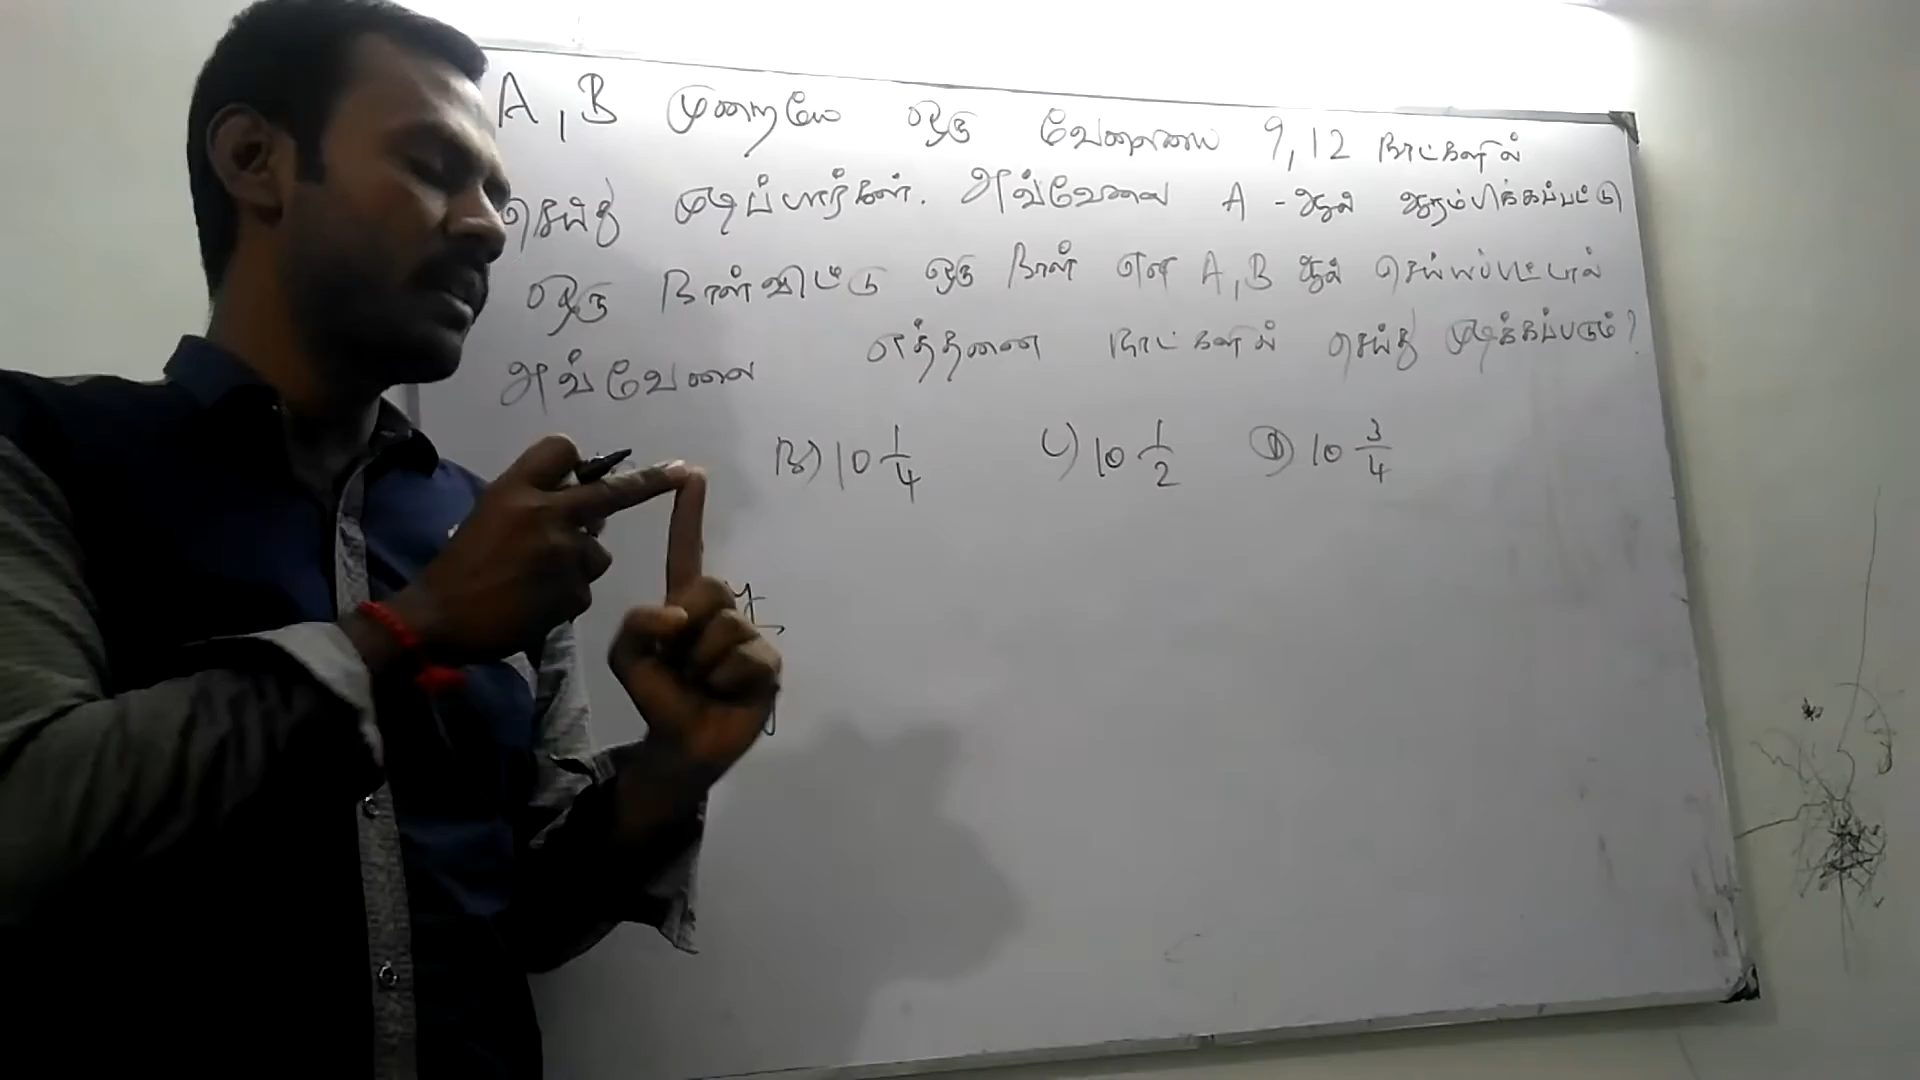 A, B முறையே ஒரு வேலையை 9, 12 நாட்களில்
செய்து முடிப்பார்கள். அவ்வேலை A - ஆல் ஆரம்பிக்கப்பட்டு
ஒரு நாள்விட்டு ஒரு நாள் என A, B ஆல் செய்யப்பட்டால்
அவ்வேலை எத்தனை நாட்களில் செய்து முடிக்கப்படும்?
B) 10 1/4 C) 10 1/2 D) 10 3/4